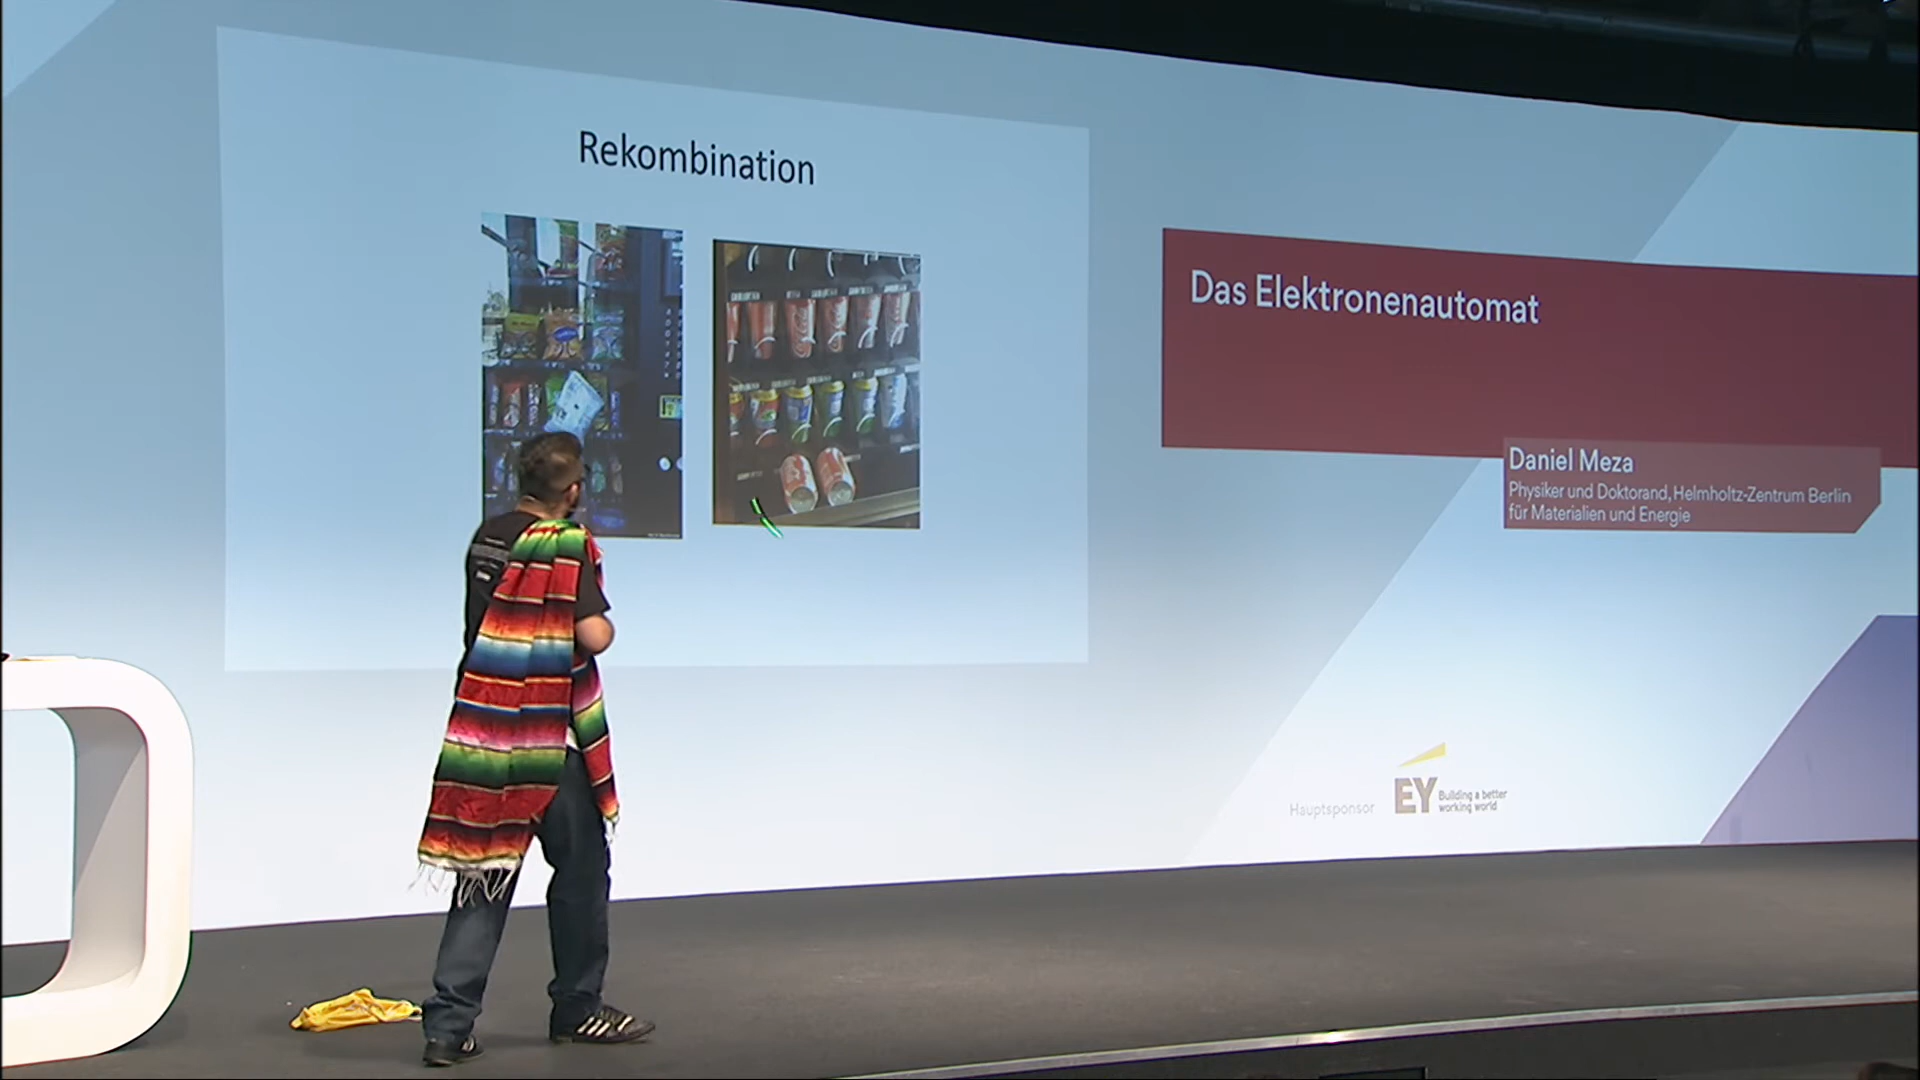 Rekombination
Das Elektronenautomat
Daniel Meza
Physiker und Doktorand, Helmholtz-Zentrum Berlin
für Materialien und Energie
Hauptsponsor
EY
Building a better
working world